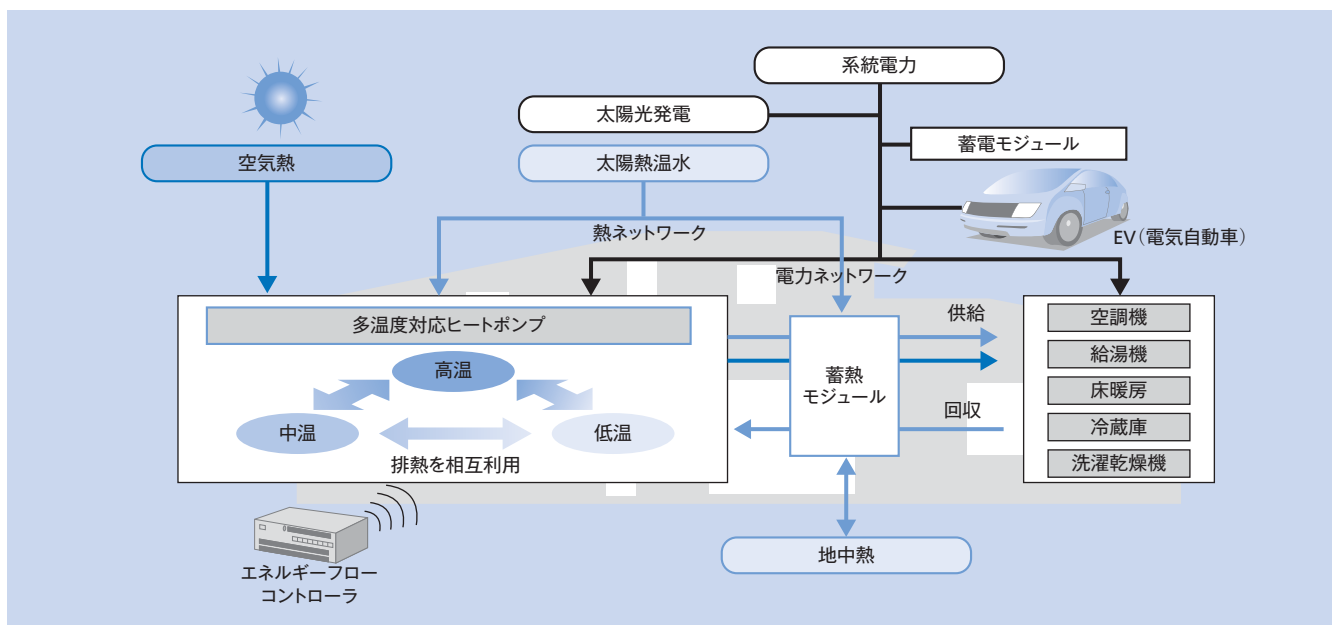 系統電力
太陽光発電
蓄電モジュール
空気熱
太陽熱温水
EV(電気自動車)
熱ネットワーク
電力ネットワーク
多温度対応ヒートポンプ
高温
中温
低温
排熱を相互利用
蓄熱
モジュール
供給
回収
空調機
給湯機
床暖房
冷蔵庫
洗濯乾燥機
エネルギーフロー
コントローラ
地中熱